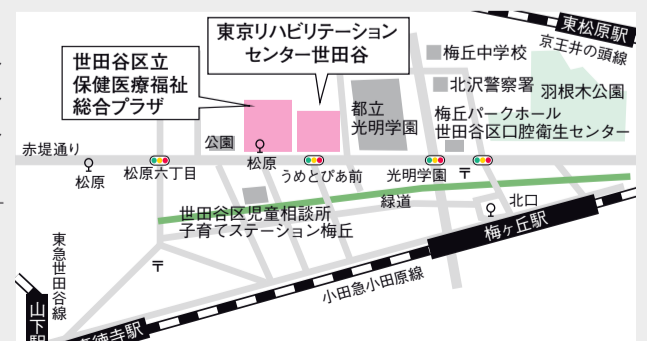 東松原駅
京王井の頭線
東京リハビリテーション
センター世田谷
世田谷区立
保健医療福祉
総合プラザ
梅丘中学校
北沢警察署
羽根木公園
梅丘パークホール
世田谷区口腔衛生センター
都立
光明学園
公園
赤堤通り
松原
松原六丁目
松原
うめとぴあ前
光明学園
〒
緑道
北口
世田谷区児童相談所
子育てステーション梅丘
梅ヶ丘駅
東急世田谷線
〒
小田急小田原線
山下駅
徳寺駅